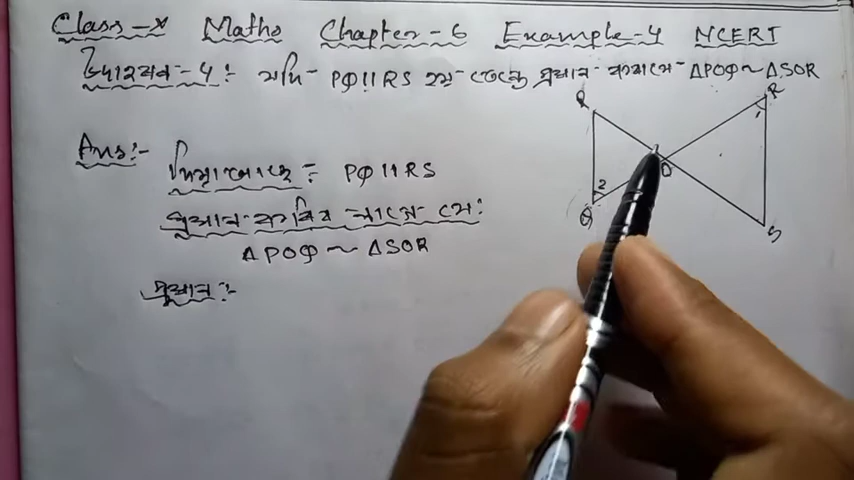 Class-X Maths Chapter-6 Example-4 NCERT
উদাহৰণ-4:- যদি PQ॥RS হয় তেন্তে প্ৰমাণ কৰা যে- ΔPOQ ~ ΔSOR
Ans:-
দিয়া আছে:- PQ॥RS
প্ৰমাণ কৰিব লাগে যে:
ΔPOQ ~ ΔSOR
প্ৰমাণ:-
R
1
O
2
Q
S